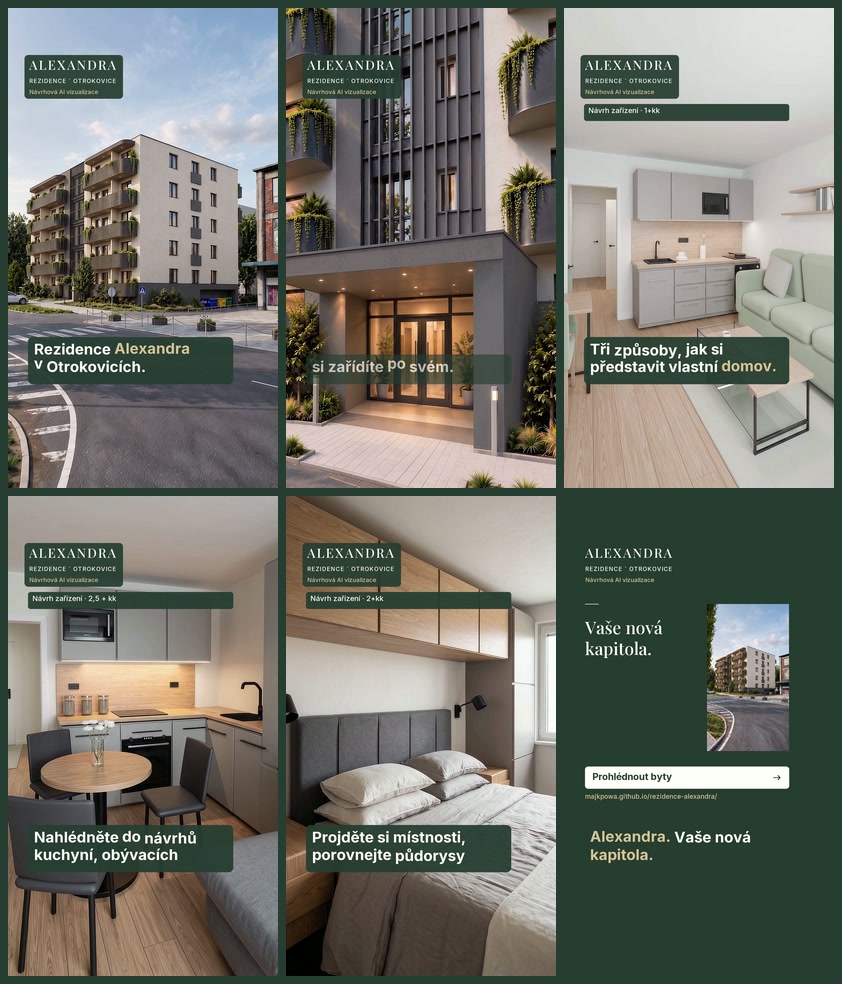 ALEXANDRA
REZIDENCE · OTROKOVICE
Návrhová AI vizualizace
Rezidence Alexandra
v Otrokovicích.
ALEXANDRA
REZIDENCE · OTROKOVICE
Návrhová AI vizualizace
si zařídíte po svém.
ALEXANDRA
REZIDENCE · OTROKOVICE
Návrhová AI vizualizace
Návrh zařízení · 1+kk
Tři způsoby, jak si
představit vlastní domov.
ALEXANDRA
REZIDENCE · OTROKOVICE
Návrhová AI vizualizace
Návrh zařízení · 2,5 + kk
Nahlédněte do návrhů
kuchyní, obývacích
ALEXANDRA
REZIDENCE · OTROKOVICE
Návrhová AI vizualizace
Návrh zařízení · 2+kk
Projděte si místnosti,
porovnejte půdorysy
ALEXANDRA
REZIDENCE · OTROKOVICE
Návrhová AI vizualizace
Vaše nová
kapitola.
Prohlédnout byty →
majkpowa.github.io/rezidence-alexandra/
Alexandra. Vaše nová
kapitola.